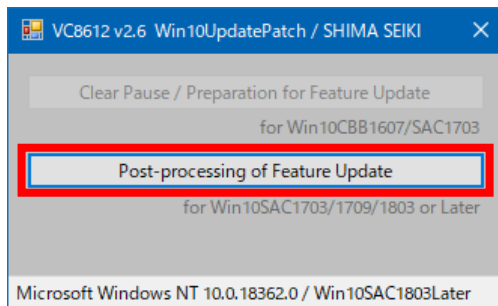 VC8612 v2.6 Win10UpdatePatch / SHIMA SEIKI
Clear Pause / Preparation for Feature Update
for Win10CBB1607/SAC1703
Post-processing of Feature Update
for Win10SAC1703/1709/1803 or Later
Microsoft Windows NT 10.0.18362.0 / Win10SAC1803Later